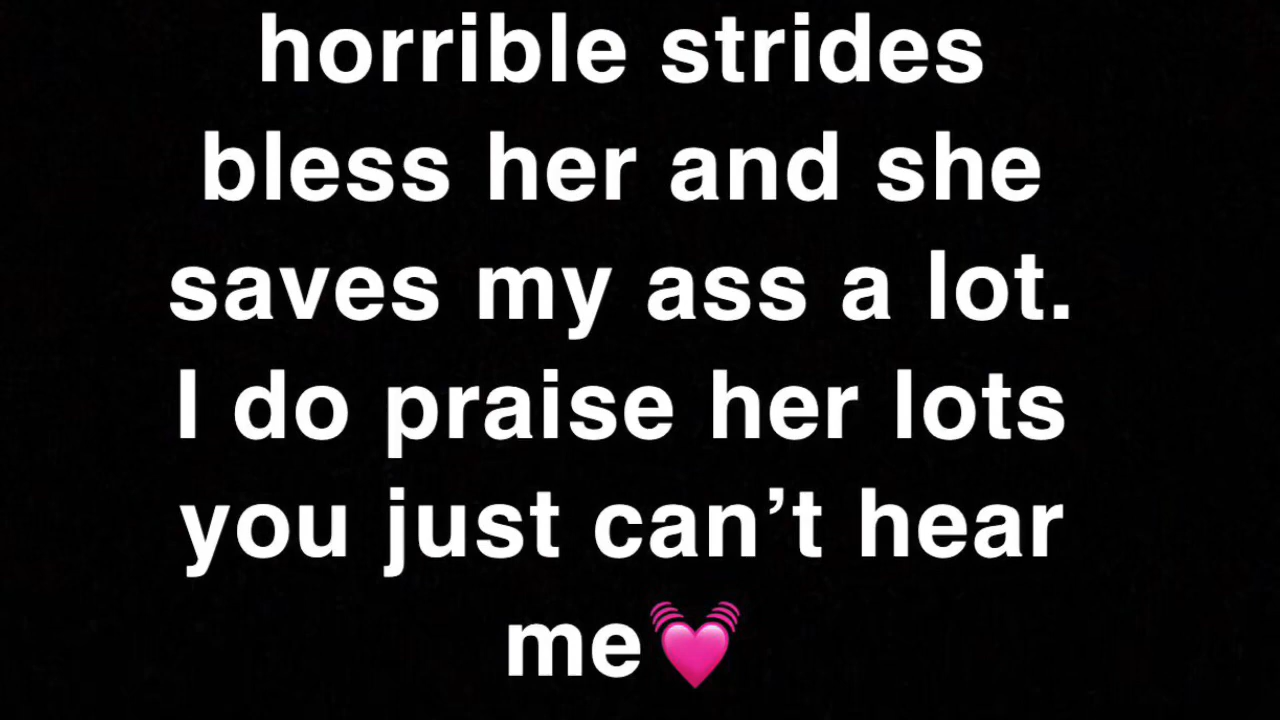 horrible strides
bless her and she
saves my ass a lot.
I do praise her lots
you just can’t hear
me💓